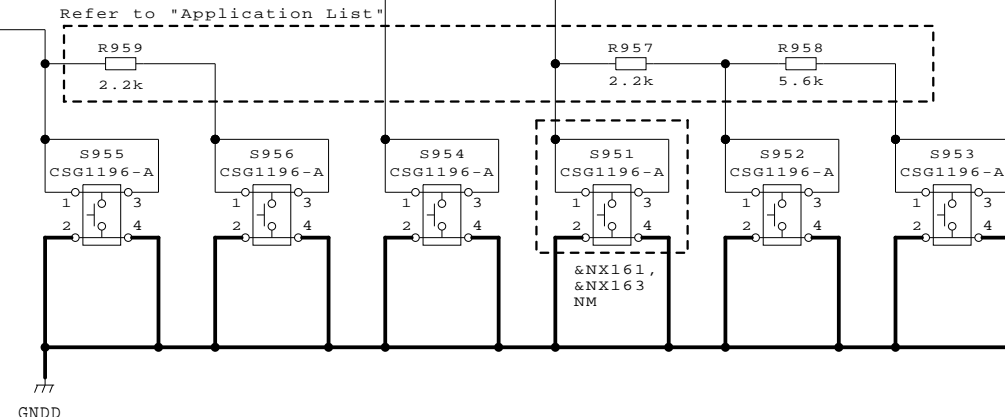 Refer to "Application List"
R959
2.2k
R957
2.2k
R958
5.6k
S955
CSG1196-A
1
3
2
4
S956
CSG1196-A
1
3
2
4
S954
CSG1196-A
1
3
2
4
S951
CSG1196-A
1
3
2
4
&NX161,
&NX163
NM
S952
CSG1196-A
1
3
2
4
S953
CSG1196-A
1
3
2
4
GNDD